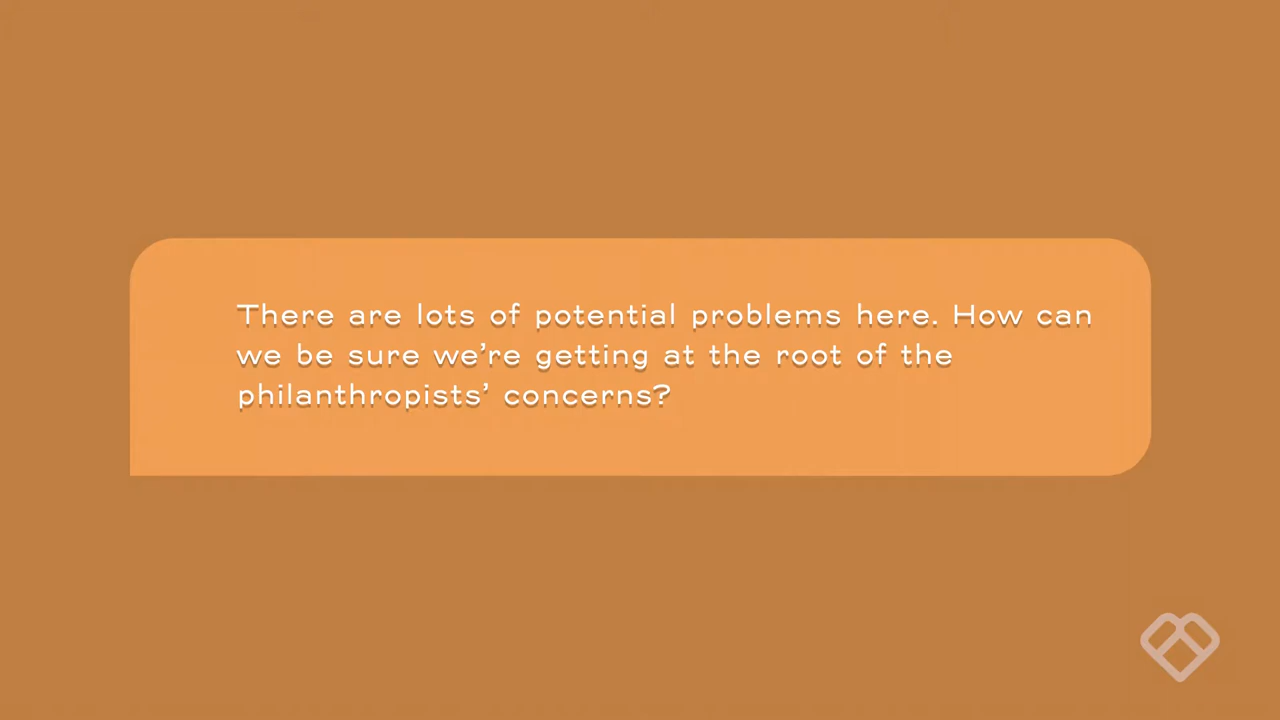 There are lots of potential problems here. How can
we be sure we’re getting at the root of the
philanthropists’ concerns?